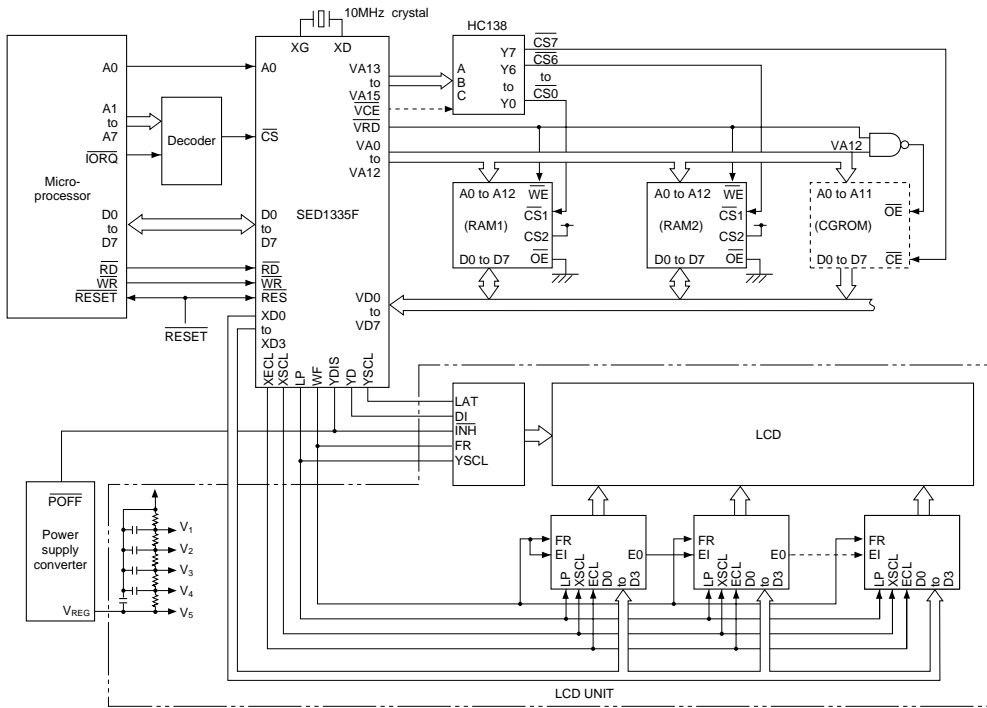 10MHz crystal
HC138
XG XD
A0 A0
VA13
to
VA15
A
B
C
Y7
Y6
to
Y0
CS7
CS6
to
CS0
A1
to
A7
IORQ
Decoder
CS
VCE
VRD
VA0
to
VA12
VA12
Micro-
processor
SED1335F
A0 to A12 WE
CS1
(RAM1)
CS2
D0 to D7 OE
A0 to A12 WE
CS1
(RAM2)
CS2
D0 to D7 OE
A0 to A11
OE
(CGROM)
D0 to D7 CE
D0
to
D7
D0
to
D7
RD RD
WR WR
RESET RES
RESET
XD0
to
XD3
VD0
to
VD7
XECL
XSCL
LP
WF
YDIS
YD
YSCL
LAT
DI
INH
FR
YSCL
LCD
POFF
Power
supply
converter
VREG
V1
V2
V3
V4
V5
FR
EI E0
LP
XSCL
ECL
D0
to
D3
FR
EI E0
LP
XSCL
ECL
D0
to
D3
FR
EI
LP
XSCL
ECL
D0
to
D3
LCD UNIT